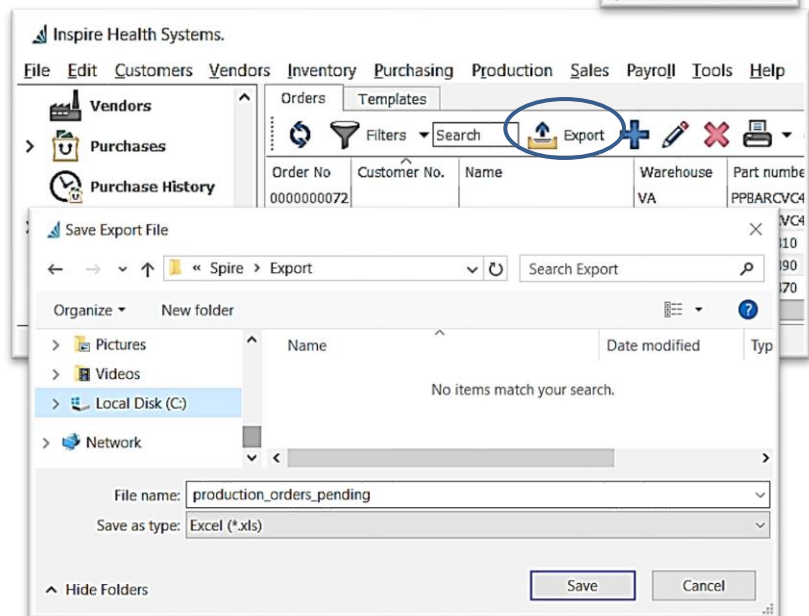 Inspire Health Systems.
File Edit Customers Vendors Inventory Purchasing Production Sales Payroll Tools Help
Vendors
Purchases
Purchase History
Orders Templates
Filters Search Export
Order No Customer No. Name Warehouse Part numbe
0000000072 VA PPBARCVC4
VC4
310
390
370
Save Export File
« Spire > Export Search Export
Organize New folder
Pictures
Videos
Local Disk (C:)
Network
Name Date modified Typ
No items match your search.
File name: production_orders_pending
Save as type: Excel (*.xls)
Hide Folders Save Cancel